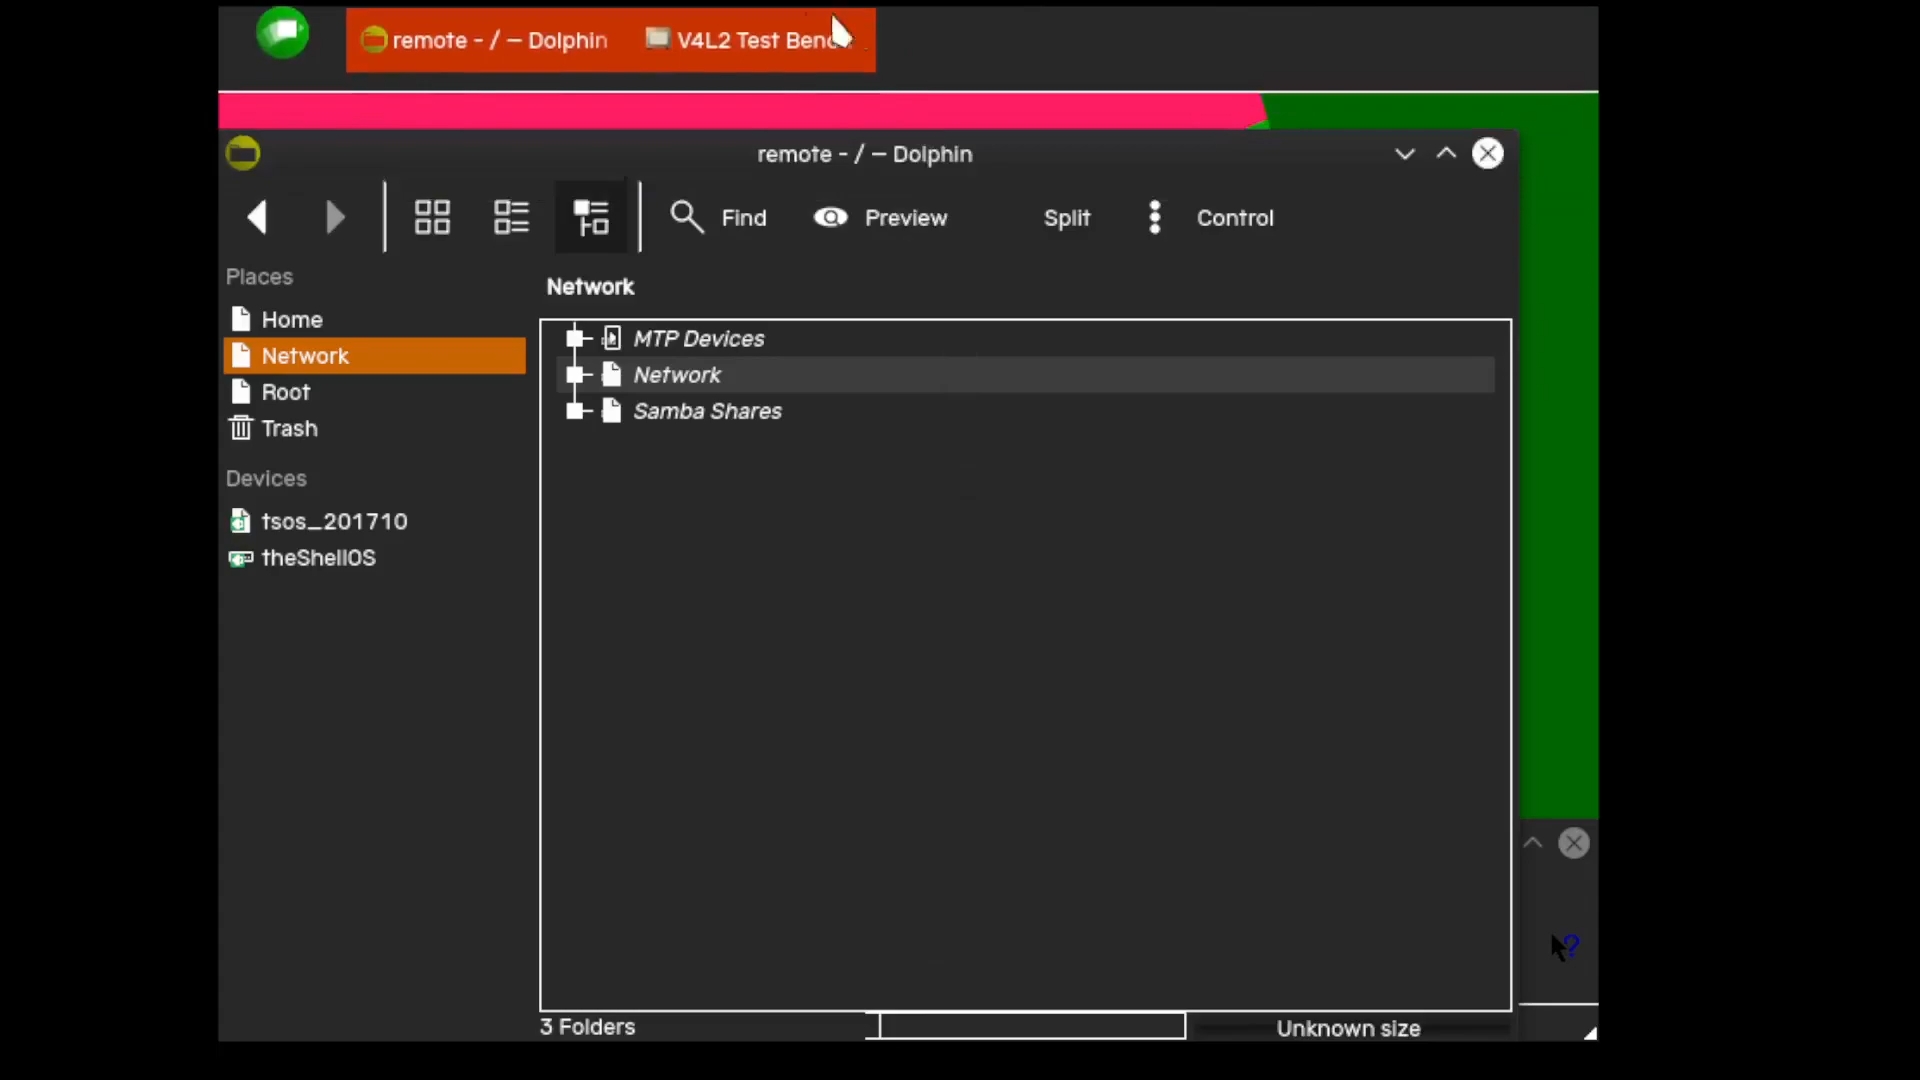 remote - / – Dolphin
V4L2 Test Benc
remote - / – Dolphin
Find
Preview
Split
Control
Places
Home
Network
Root
Trash
Devices
tsos_201710
theShellOS
Network
MTP Devices
Network
Samba Shares
3 Folders
Unknown size
?